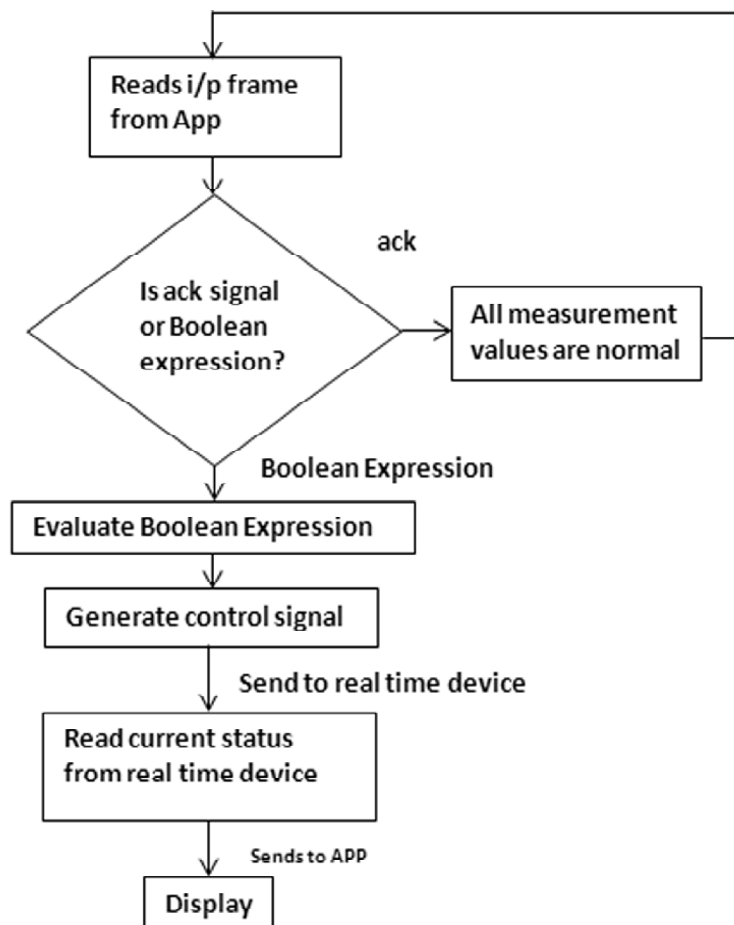 Reads i/p frame
from App
ack
Is ack signal
or Boolean
expression?
All measurement
values are normal
Boolean Expression
Evaluate Boolean Expression
Generate control signal
Send to real time device
Read current status
from real time device
Sends to APP
Display